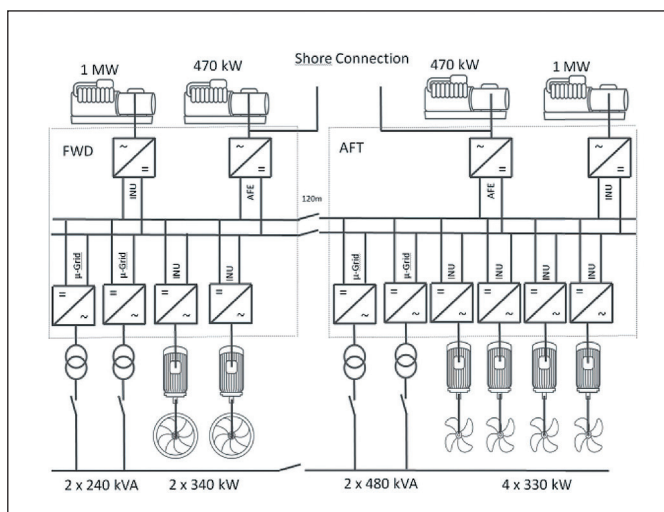 Shore Connection
1 MW
470 kW
470 kW
1 MW
FWD
AFT
~
=
~
=
~
=
~
=
INU
AFE
AFE
INU
120m
μ-Grid
μ-Grid
INU
INU
μ-Grid
μ-Grid
INU
INU
INU
INU
=
~
=
~
=
~
=
~
=
~
=
~
=
~
=
~
=
~
=
~
2 x 240 kVA
2 x 340 kW
2 x 480 kVA
4 x 330 kW